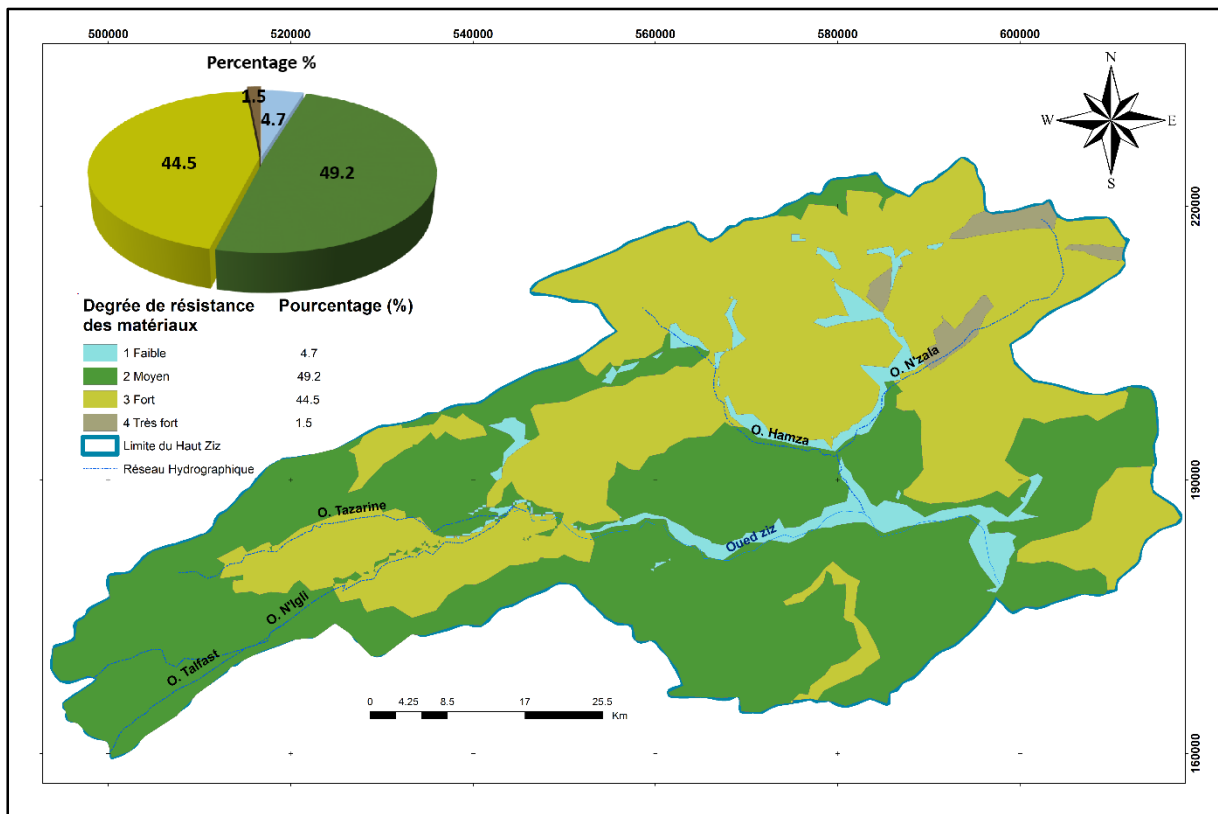 500000 520000 540000 560000 580000 600000
Percentage %
1.5
4.7
44.5
49.2
N
W E
S
220000
190000
160000
Degrée de résistance Pourcentage (%)
des matériaux
1 Faible 4.7
2 Moyen 49.2
3 Fort 44.5
4 Très fort 1.5
Limite du Haut Ziz
Réseau Hydrographique
O. N'zala
O. Hamza
O. Tazarine
Oued ziz
O. N'Igli
O. Talfast
0 4.25 8.5 17 25.5
Km